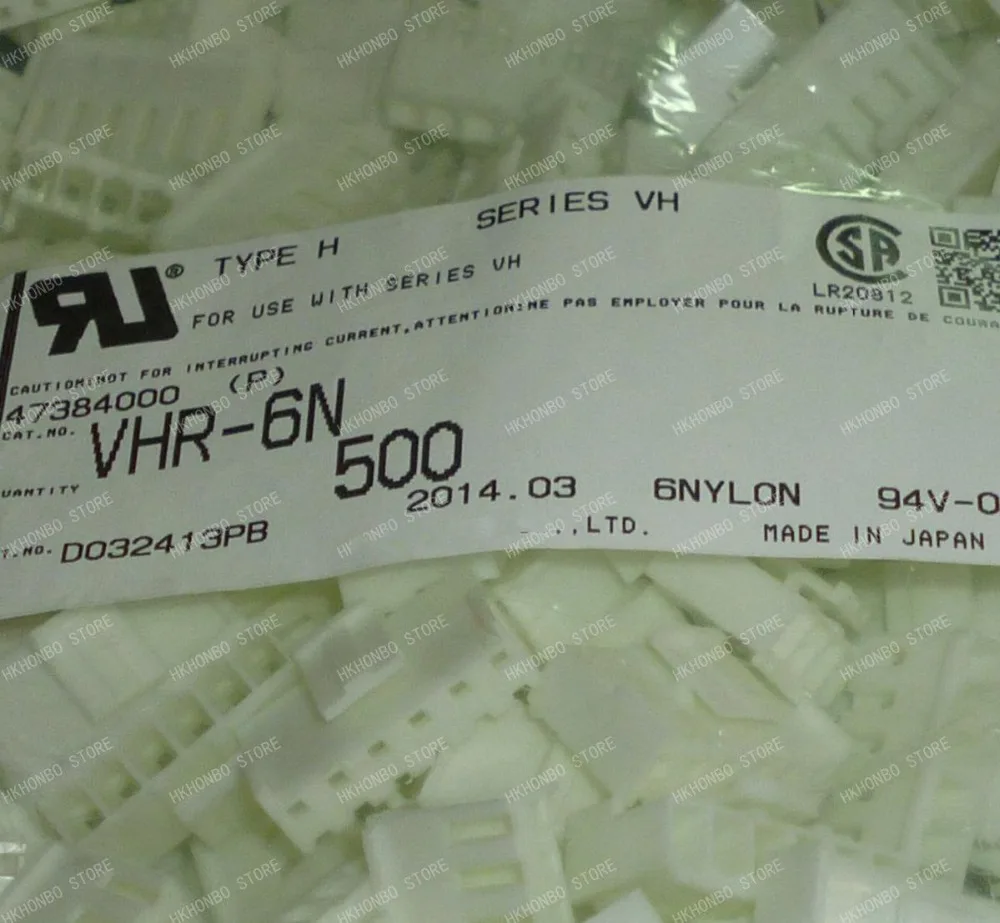 SERIES VH
TYPE H
FOR USE WITH SERIES VH
LR20812
CAUTION:NOT FOR INTERRUPTING CURRENT.ATTENTION:NE PAS EMPLOYER POUR LA RUPTURE DE
47384000 (P)
CAT.NO. VHR-6N
500
2014.03 6NYLON 94V-0
D032413PB
.,LTD. MADE IN JAPAN
HKHONBO STORE